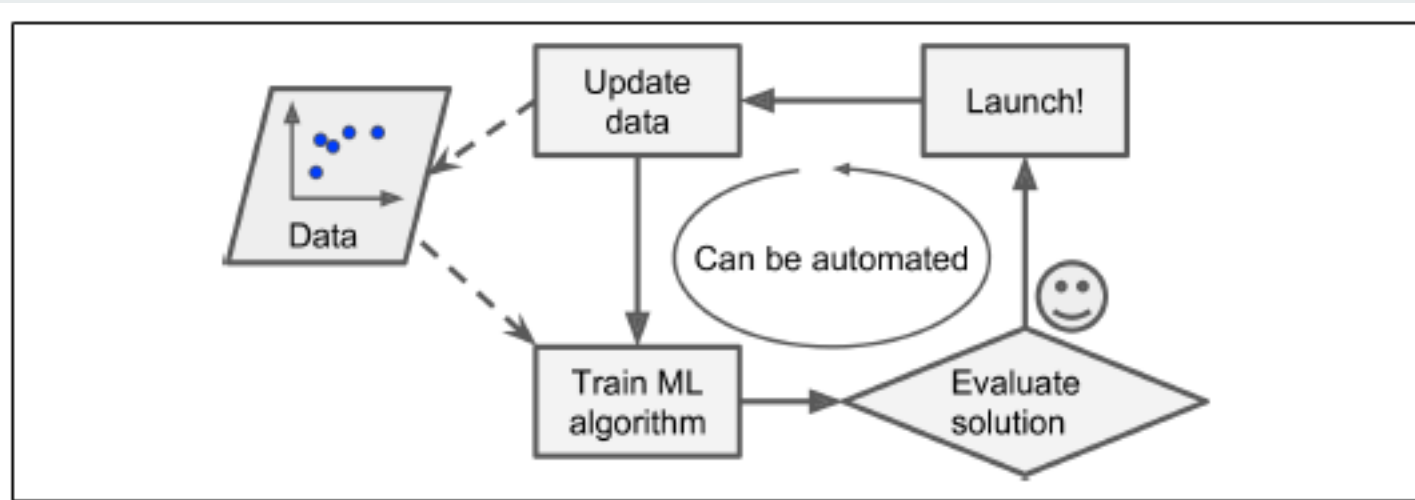 Update
data
Launch!
Data
Can be automated
Train ML
algorithm
Evaluate
solution